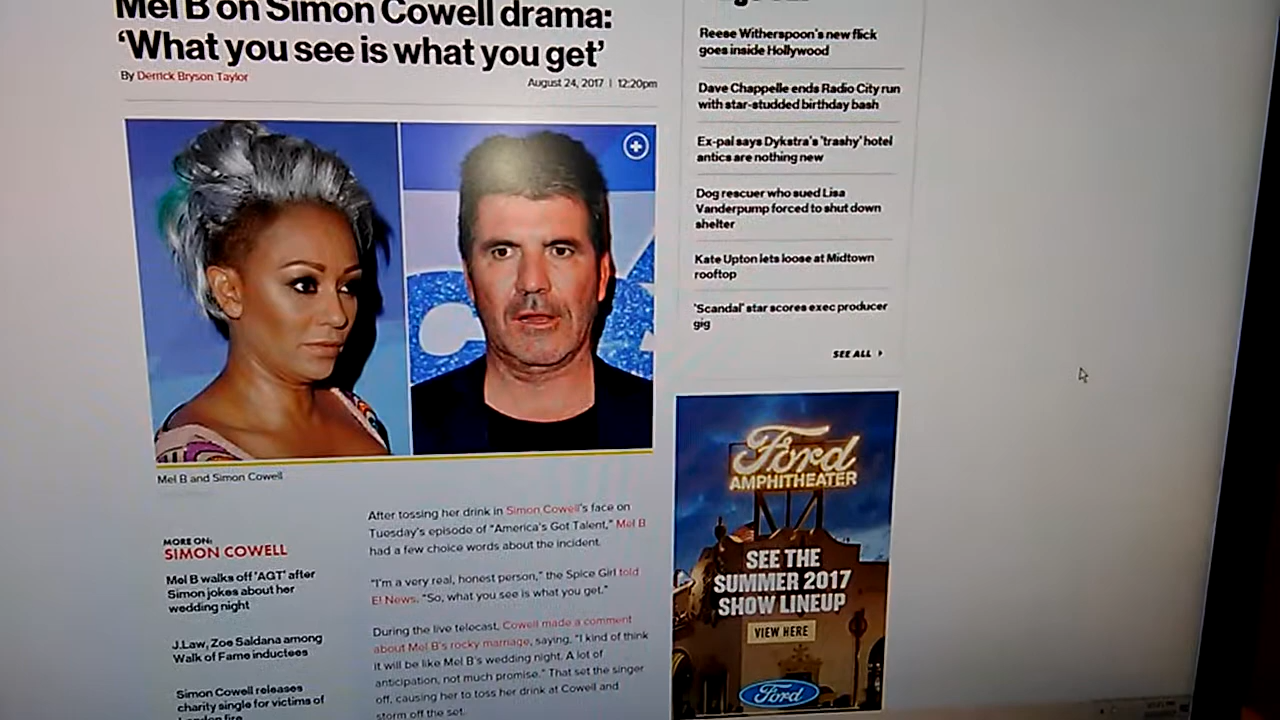 Mel B on Simon Cowell drama:
'What you see is what you get'
By Derrick Bryson Taylor
August 24, 2017 | 12:20pm
Mel B and Simon Cowell
MORE ON:
SIMON COWELL
Mel B walks off 'AGT' after
Simon jokes about her
wedding night
J.Law, Zoe Saldana among
Walk of Fame inductees
Simon Cowell releases
charity single for victims of
London fire
After tossing her drink in Simon Cowell's face on
Tuesday's episode of "America's Got Talent," Mel B
had a few choice words about the incident.
"I'm a very real, honest person," the Spice Girl told
E! News. "So, what you see is what you get."
During the live telecast, Cowell made a comment
about Mel B's rocky marriage, saying, "I kind of think
it will be like Mel B's wedding night. A lot of
anticipation, not much promise." That set the singer
off, causing her to toss her drink at Cowell and
storm off the set.
Reese Witherspoon's new flick
goes inside Hollywood
Dave Chappelle ends Radio City run
with star-studded birthday bash
Ex-pal says Dykstra's 'trashy' hotel
antics are nothing new
Dog rescuer who sued Lisa
Vanderpump forced to shut down
shelter
Kate Upton lets loose at Midtown
rooftop
'Scandal' star scores exec producer
gig
SEE ALL
Ford
AMPHITHEATER
SEE THE
SUMMER 2017
SHOW LINEUP
VIEW HERE
Ford